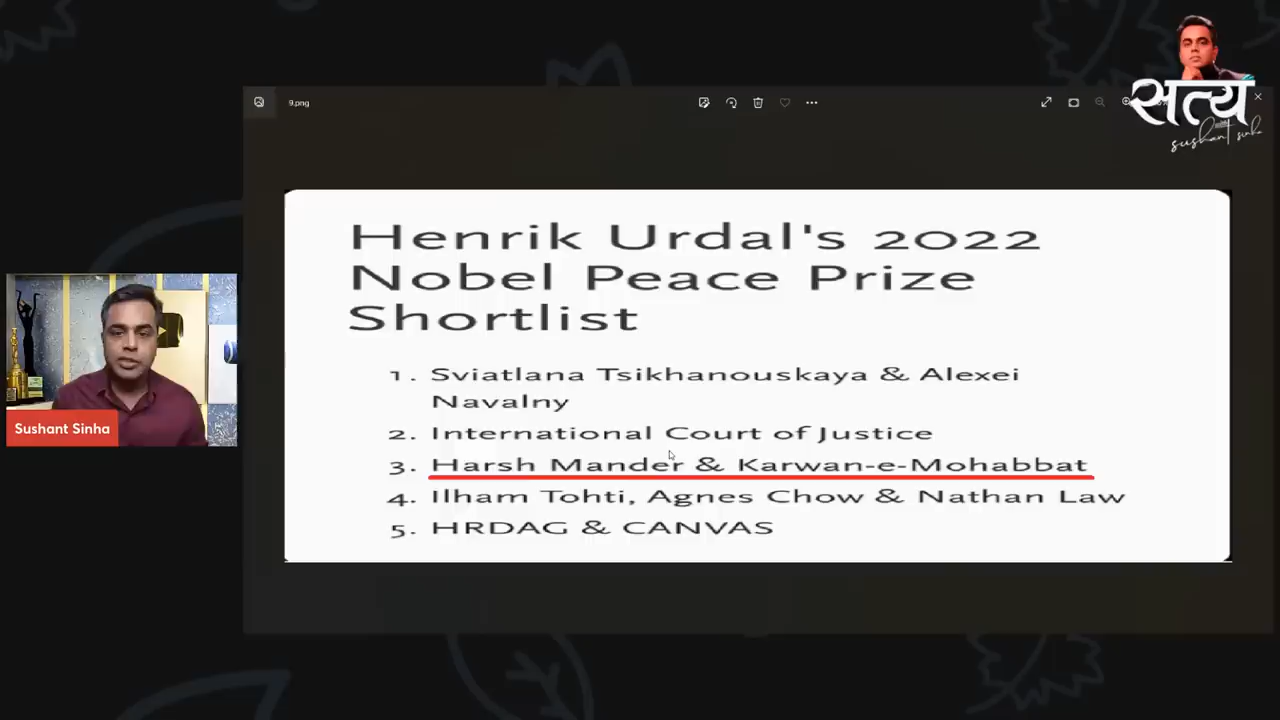 9.png
सत्य
sushant sinha
Henrik Urdal's 2022
Nobel Peace Prize
Shortlist
1. Sviatlana Tsikhanouskaya & Alexei
Navalny
2. International Court of Justice
3. Harsh Mander & Karwan-e-Mohabbat
4. Ilham Tohti, Agnes Chow & Nathan Law
5. HRDAG & CANVAS
Sushant Sinha